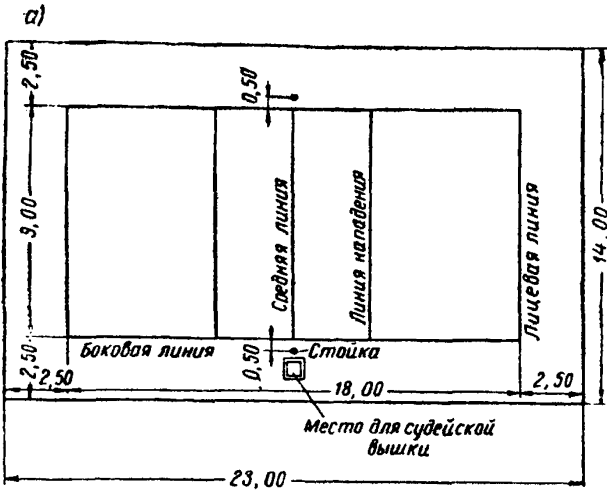 а)
2,50
0,50
9,00
Средняя линия
Линия нападения
Лицевая линия
14.00
Боковая линия
0,50
Стойка
2,50
2,50
18,00
2,50
Место для судейской
вышки
23,00